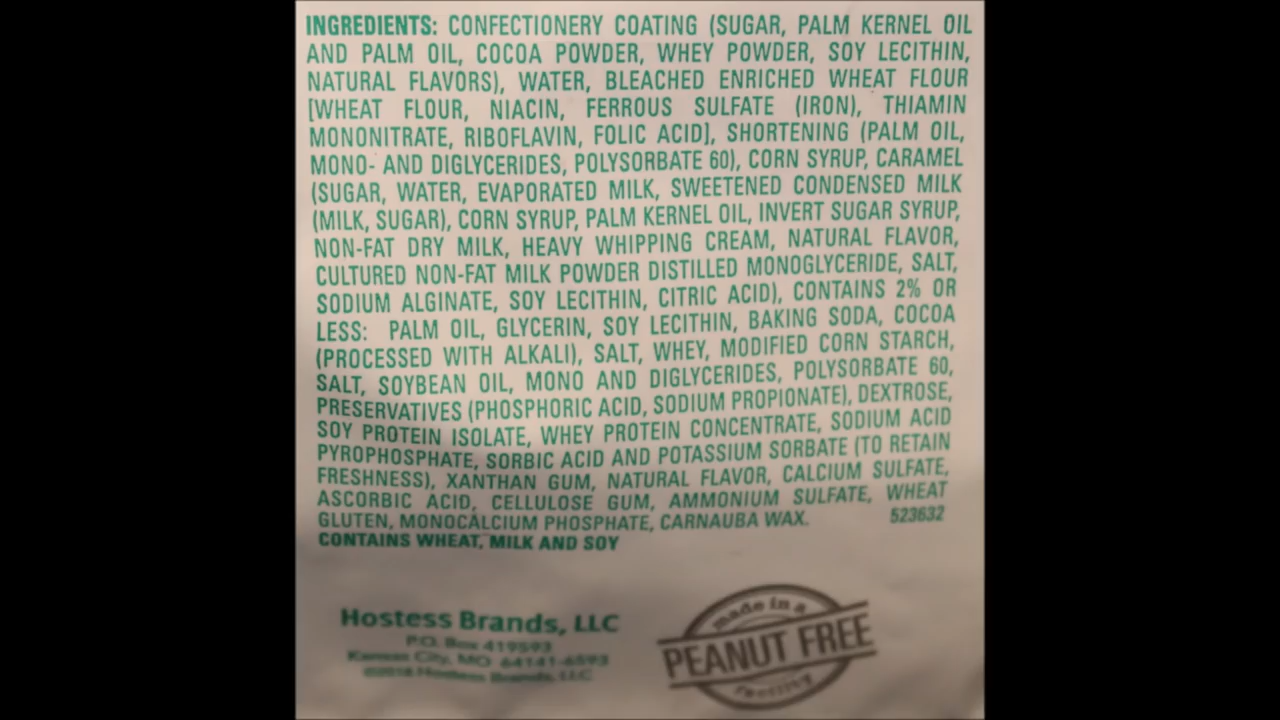 INGREDIENTS: CONFECTIONERY COATING (SUGAR, PALM KERNEL OIL
AND PALM OIL, COCOA POWDER, WHEY POWDER, SOY LECITHIN,
NATURAL FLAVORS), WATER, BLEACHED ENRICHED WHEAT FLOUR
[WHEAT FLOUR, NIACIN, FERROUS SULFATE (IRON), THIAMIN
MONONITRATE, RIBOFLAVIN, FOLIC ACID], SHORTENING (PALM OIL,
MONO- AND DIGLYCERIDES, POLYSORBATE 60), CORN SYRUP, CARAMEL
(SUGAR, WATER, EVAPORATED MILK, SWEETENED CONDENSED MILK
(MILK, SUGAR), CORN SYRUP, PALM KERNEL OIL, INVERT SUGAR SYRUP,
NON-FAT DRY MILK, HEAVY WHIPPING CREAM, NATURAL FLAVOR,
CULTURED NON-FAT MILK POWDER DISTILLED MONOGLYCERIDE, SALT,
SODIUM ALGINATE, SOY LECITHIN, CITRIC ACID), CONTAINS 2% OR
LESS: PALM OIL, GLYCERIN, SOY LECITHIN, BAKING SODA, COCOA
(PROCESSED WITH ALKALI), SALT, WHEY, MODIFIED CORN STARCH,
SALT, SOYBEAN OIL, MONO AND DIGLYCERIDES, POLYSORBATE 60,
PRESERVATIVES (PHOSPHORIC ACID, SODIUM PROPIONATE), DEXTROSE,
SOY PROTEIN ISOLATE, WHEY PROTEIN CONCENTRATE, SODIUM ACID
PYROPHOSPHATE, SORBIC ACID AND POTASSIUM SORBATE (TO RETAIN
FRESHNESS), XANTHAN GUM, NATURAL FLAVOR, CALCIUM SULFATE,
ASCORBIC ACID, CELLULOSE GUM, AMMONIUM SULFATE, WHEAT
GLUTEN, MONOCALCIUM PHOSPHATE, CARNAUBA WAX. 523632
CONTAINS WHEAT, MILK AND SOY
Hostess Brands, LLC
P.O. Box 419593
Kansas City, MO 64141-6593
©2018 Hostess Brands, LLC
made in a
PEANUT FREE
facility